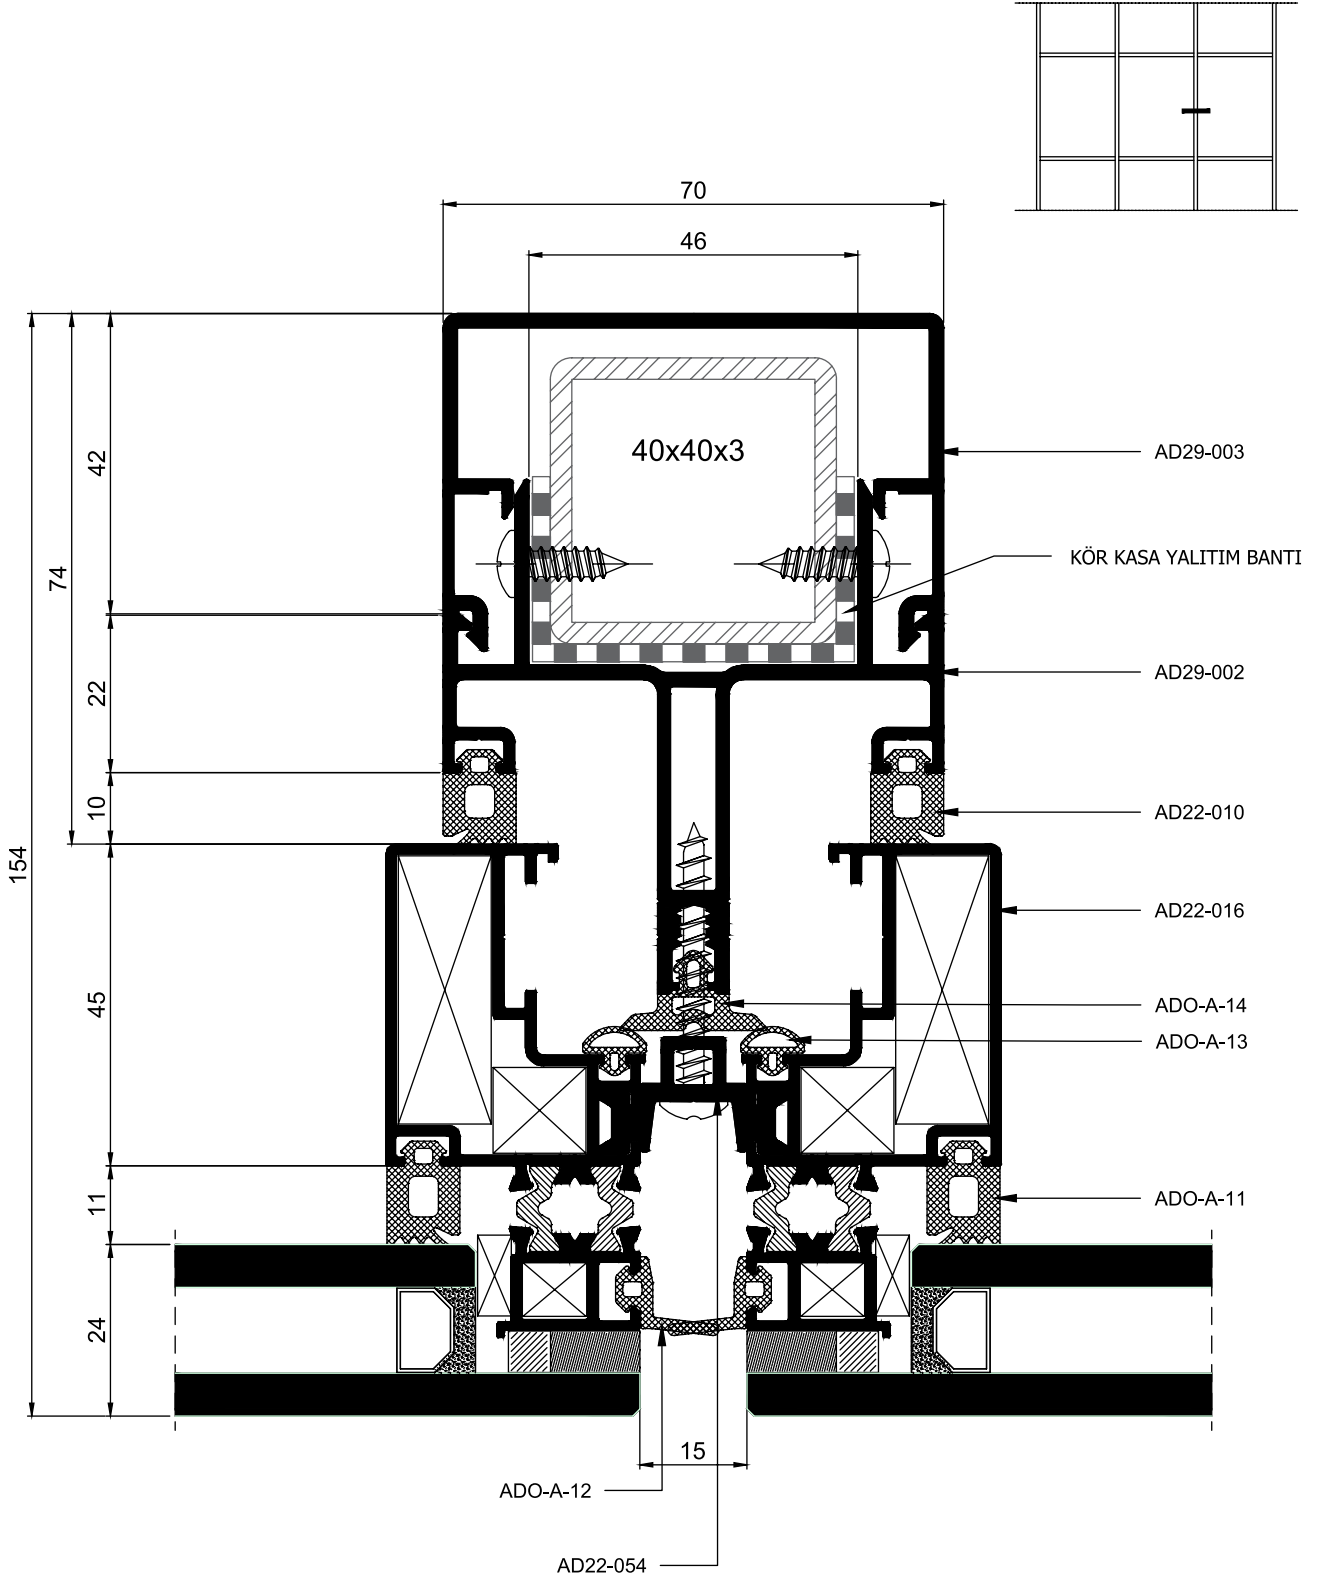 70
46
40x40x3
AD29-003
42
KÖR KASA YALITIM BANTI
74
AD29-002
22
10
AD22-010
154
AD22-016
45
ADO-A-14
ADO-A-13
11
ADO-A-11
24
15
ADO-A-12
AD22-054